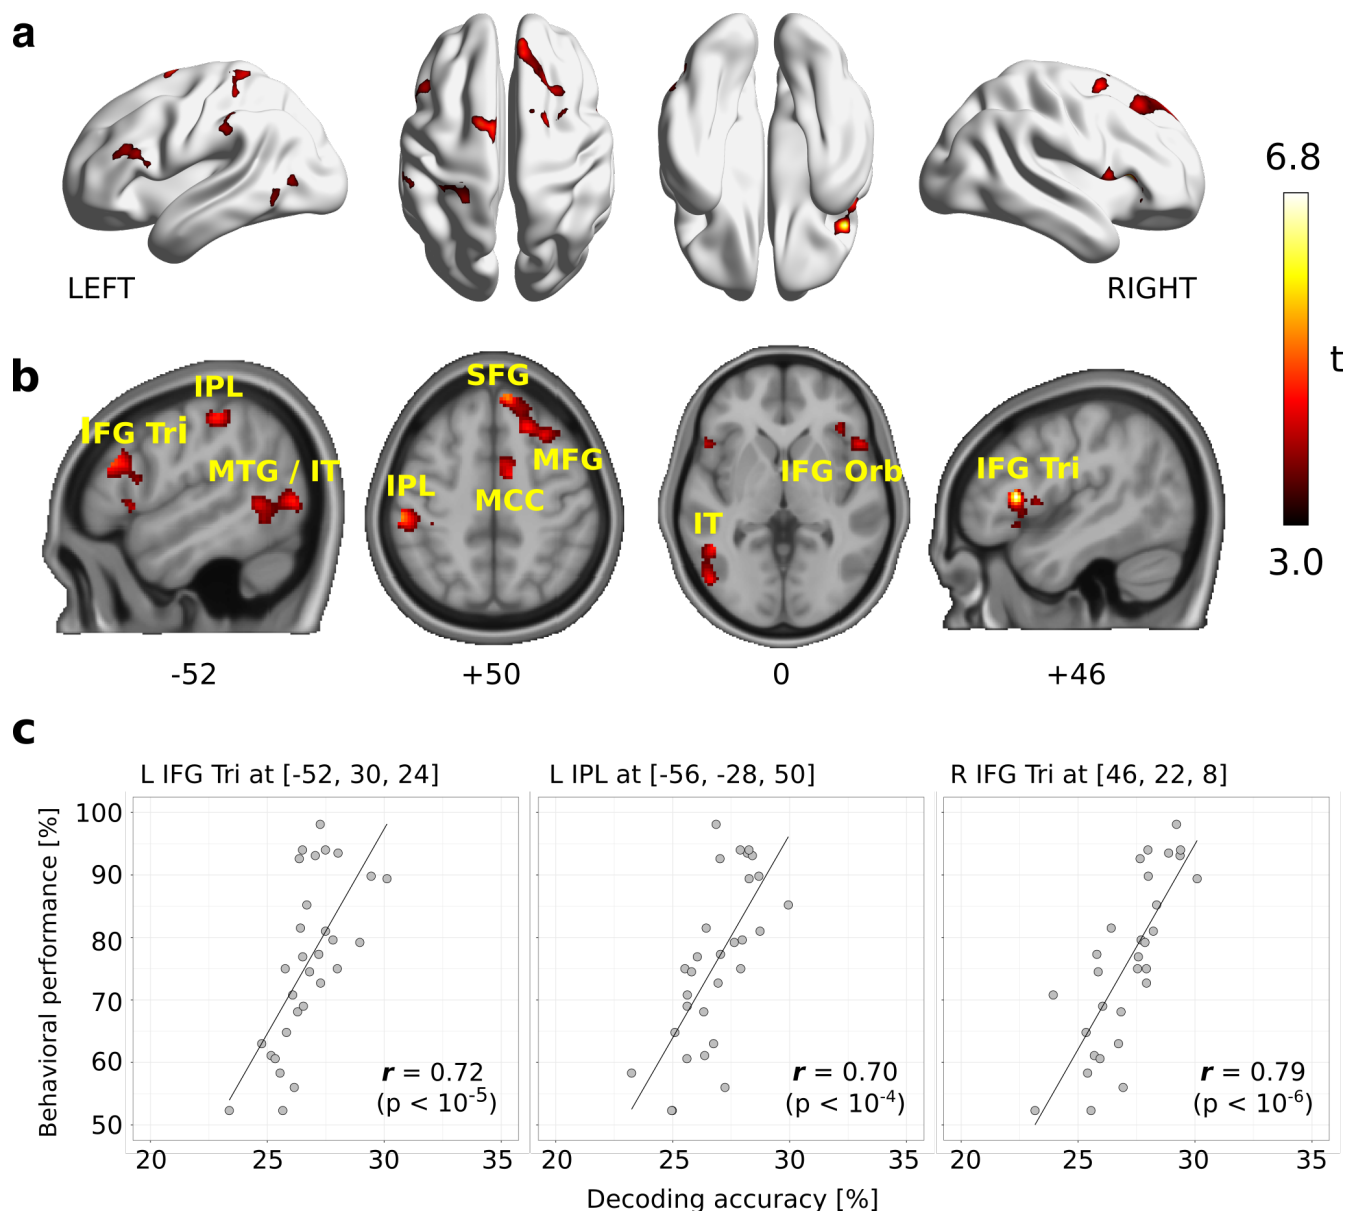 a
LEFT
RIGHT
6.8
t
3.0
b
IPL
IFG Tri
MTG / IT
SFG
MFG
IPL
MCC
IFG Orb
IT
IFG Tri
-52
+50
0
+46
c
L IFG Tri at [-52, 30, 24]
L IPL at [-56, -28, 50]
R IFG Tri at [46, 22, 8]
Behavioral performance [%]
100
90
80
70
60
50
r = 0.72
(p < 10-5)
r = 0.70
(p < 10-4)
r = 0.79
(p < 10-6)
20 25 30 35
20 25 30 35
20 25 30 35
Decoding accuracy [%]